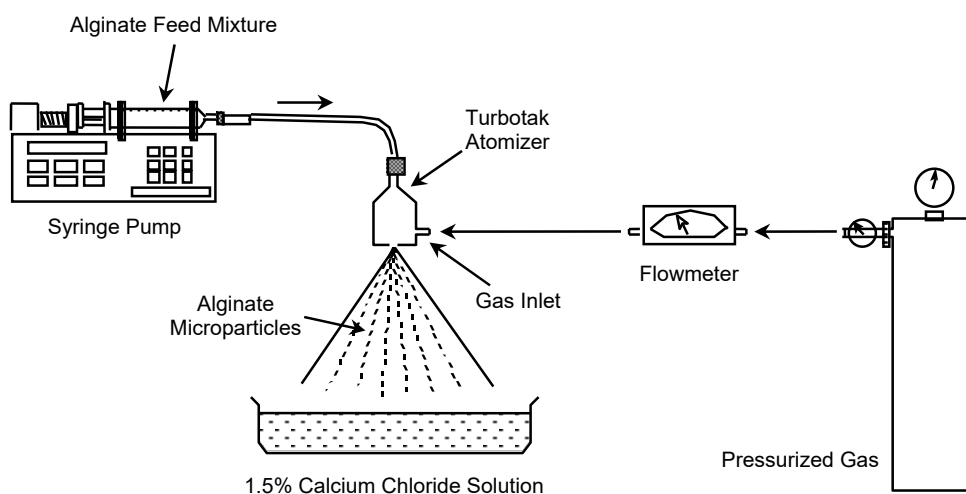 Alginate Feed Mixture
Turbotak
Atomizer
Syringe Pump
Flowmeter
Gas Inlet
Alginate
Microparticles
Pressurized Gas
1.5% Calcium Chloride Solution